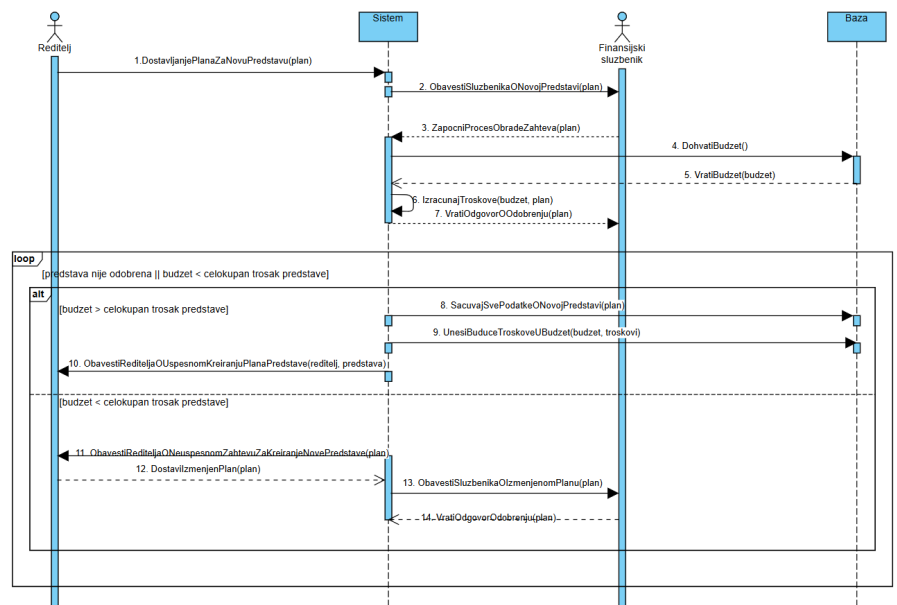 Reditelj
Sistem
Finansijski
sluzbenik
Baza
1.DostavljanjePlanaZaNovuPredstavu(plan)
2. ObavestiSluzbenikaONovojPredstavi(plan)
3. ZapocniProcesObradeZahteva(plan)
4. DohvatiBudzet()
5. VratiBudzet(budzet)
6. IzracunajTroskove(budzet, plan)
7. VratiOdgovorOOdobrenju(plan)
loop
[predstava nije odobrena || budzet < celokupan trosak predstave]
alt
[budzet > celokupan trosak predstave]
8. SacuvajSvePodatkeONovojPredstavi(plan)
9. UnesiBuduceTroskoveUBudzet(budzet, troskovi)
10. ObavestiRediteljaOUspesnomKreiranjuPlanaPredstave(reditelj, predstava)
[budzet < celokupan trosak predstave]
11. ObavestiRediteljaONeuspesnomZahtevuZaKreiranjeNovePredstave(plan)
12. DostaviIzmenjenPlan(plan)
13. ObavestiSluzbenikaOIzmenjenomPlanu(plan)
14. VratiOdgovorOdobrenju(plan)